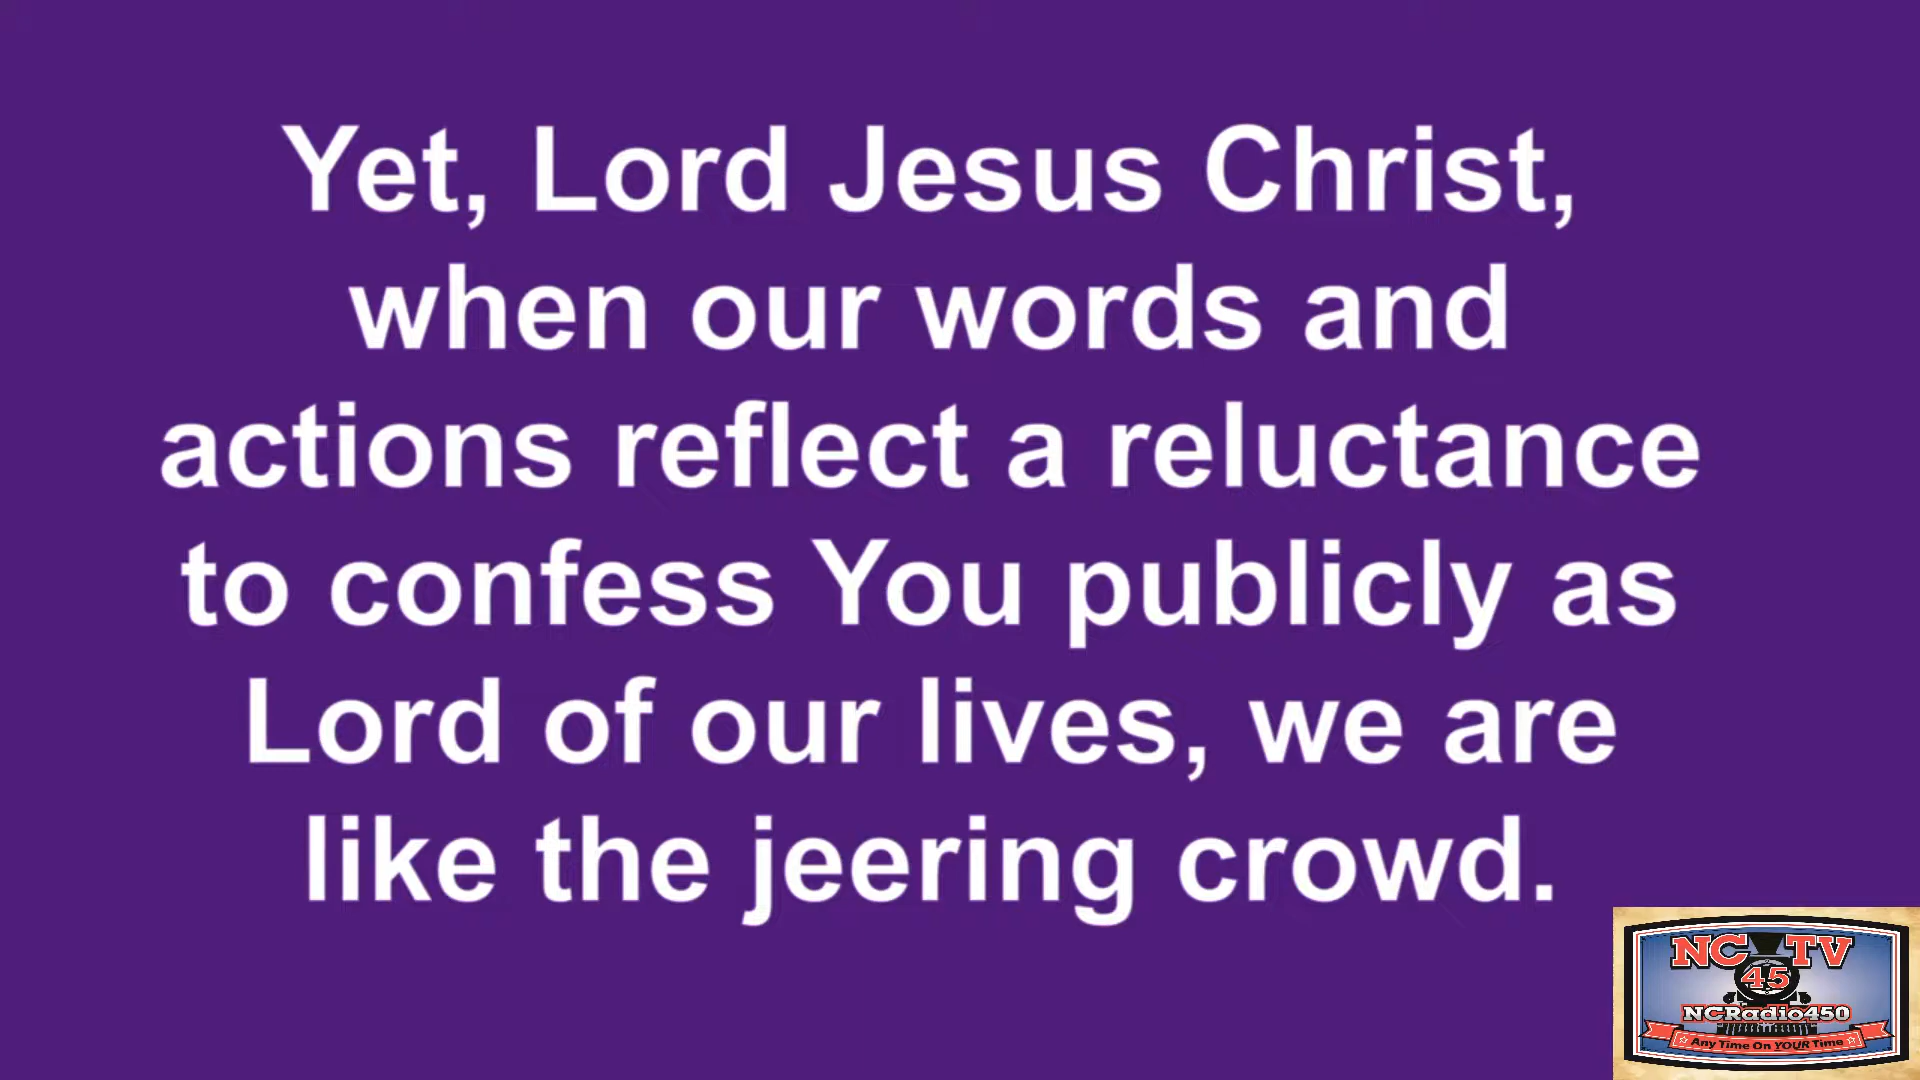 Yet, Lord Jesus Christ,
when our words and
actions reflect a reluctance
to confess You publicly as
Lord of our lives, we are
like the jeering crowd.
NC TV
45
NCRadio450
Any Time On YOUR Time